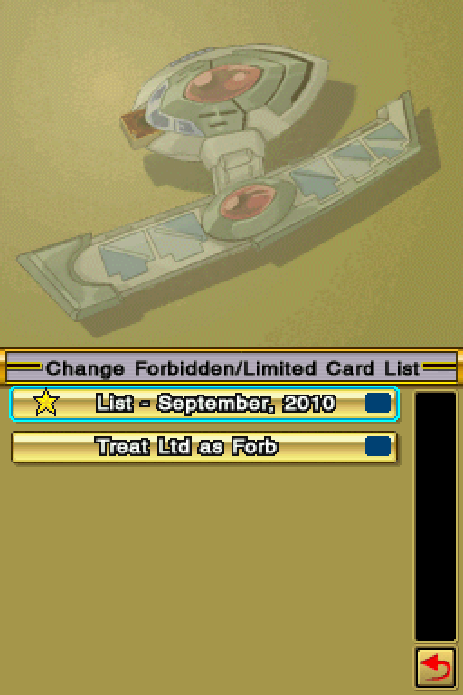 Change Forbidden/Limited Card List
List - September, 2010
Treat Ltd as Forb